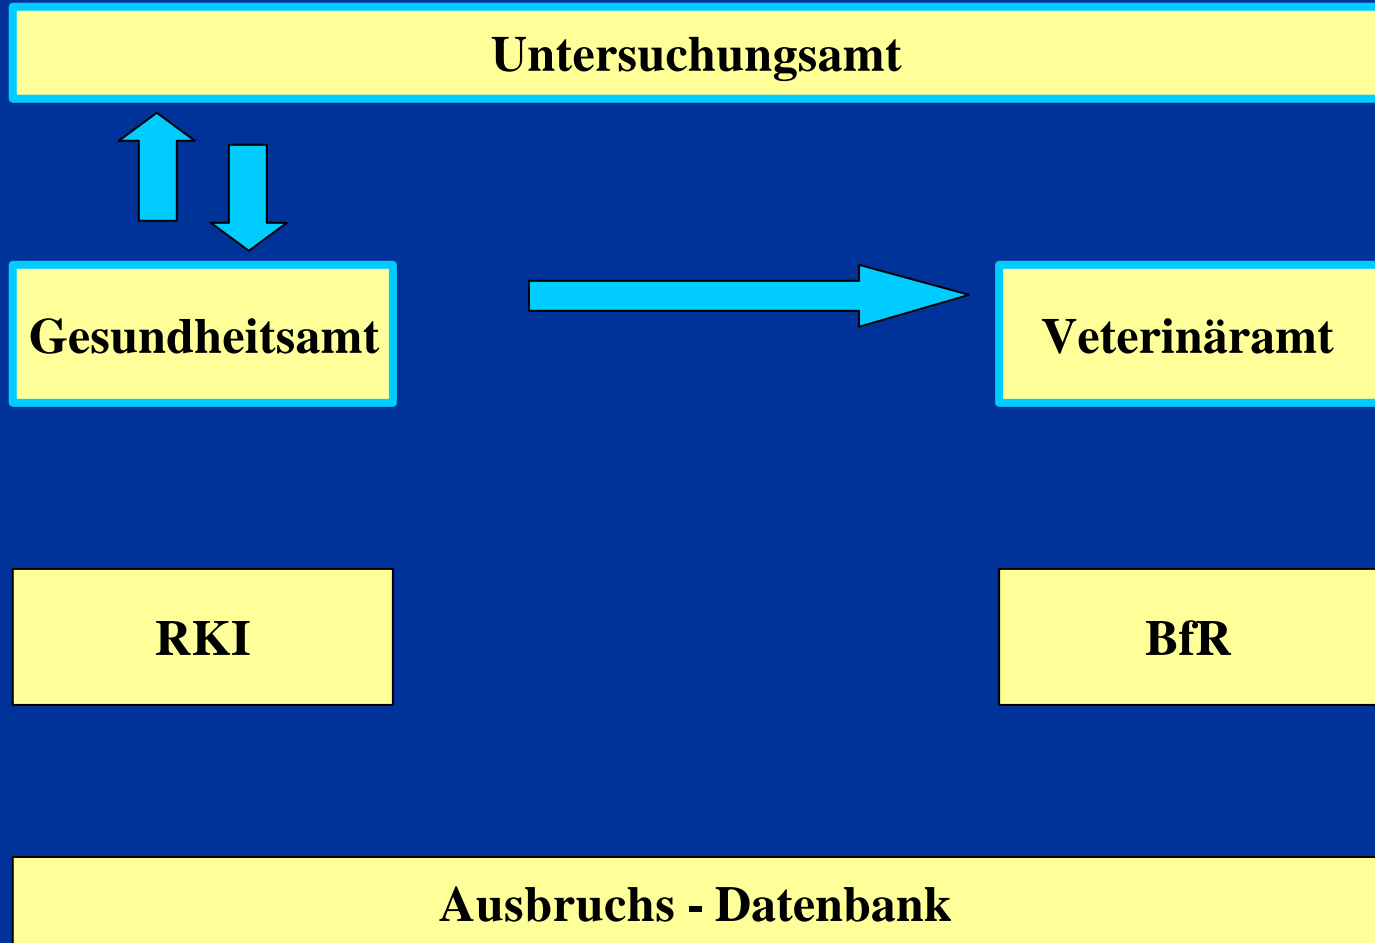 Untersuchungsamt
Gesundheitsamt
Veterinäramt
RKI
BfR
Ausbruchs - Datenbank